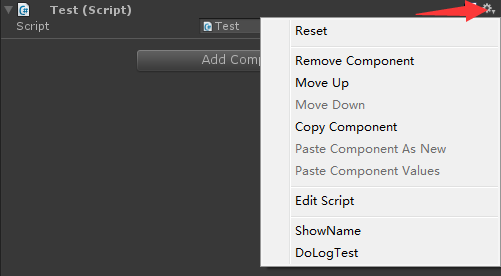 Test (Script)
Script
Test
Add Comp
Reset
Remove Component
Move Up
Move Down
Copy Component
Paste Component As New
Paste Component Values
Edit Script
ShowName
DoLogTest